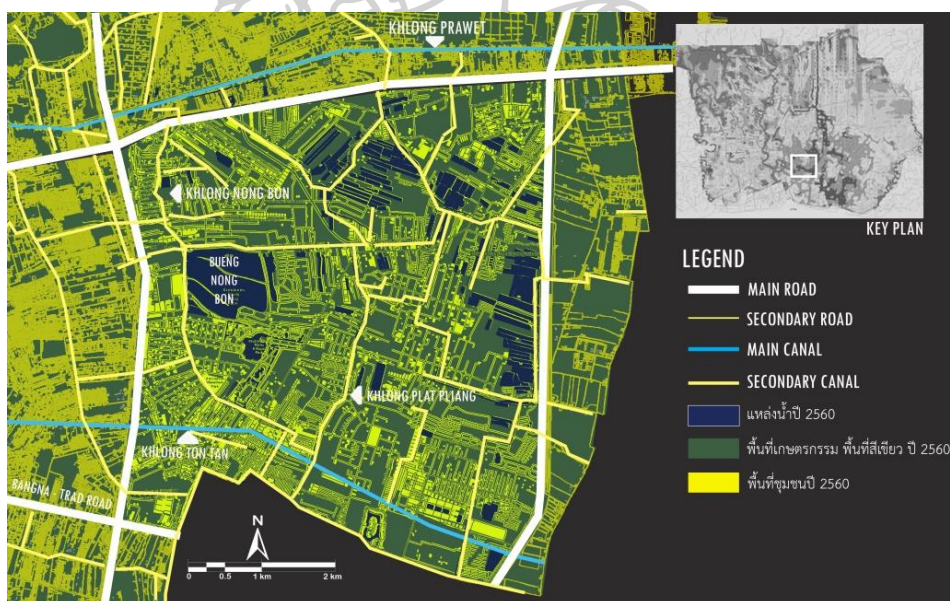 KHLONG PRAWET
KHLONG NONG BON
BUENG
NONG
BON
KHLONG PLAT PLIANG
KHLONG TON TAN
BANGNA - TRAD ROAD
N
0 0.5 1 km 2 km
KEY PLAN
LEGEND
MAIN ROAD
SECONDARY ROAD
MAIN CANAL
SECONDARY CANAL
แหล่งน้ำปี 2560
พื้นที่เกษตรกรรม พื้นที่สีเขียว ปี 2560
พื้นที่ชุมชนปี 2560